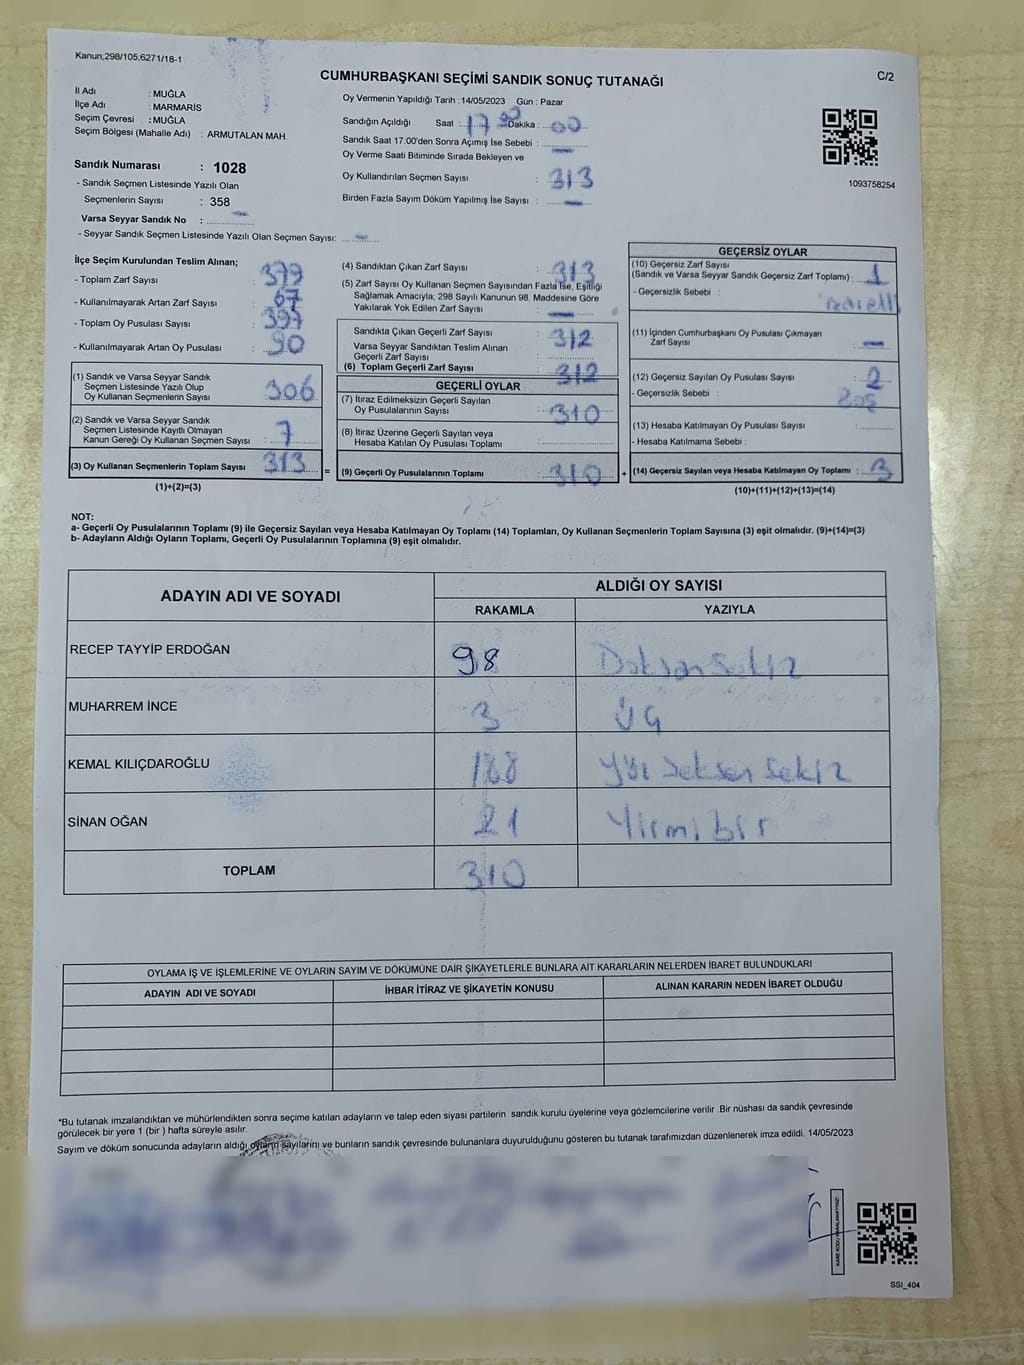 Kanun;298/105;6271/18-1
C/2
CUMHURBAŞKANI SEÇİMİ SANDIK SONUÇ TUTANAĞI
İl Adı : MUĞLA
İlçe Adı : MARMARİS
Seçim Çevresi : MUĞLA
Seçim Bölgesi (Mahalle Adı) : ARMUTALAN MAH.
Sandık Numarası : 1028
- Sandık Seçmen Listesinde Yazılı Olan
Seçmenlerin Sayısı : 358
Varsa Seyyar Sandık No : -
- Seyyar Sandık Seçmen Listesinde Yazılı Olan Seçmen Sayısı: -
Oy Vermenin Yapıldığı Tarih : 14/05/2023 Gün : Pazar
Sandığın Açıldığı Saat : 17 Dakika : 00
Sandık Saat 17.00'den Sonra Açımış İse Sebebi : -
Oy Verme Saati Bitiminde Sırada Bekleyen ve
Oy Kullandırılan Seçmen Sayısı : 313
Birden Fazla Sayım Döküm Yapılmış İse Sayısı : -
1093758254
İlçe Seçim Kurulundan Teslim Alınan;
- Toplam Zarf Sayısı : 379
- Kullanılmayarak Artan Zarf Sayısı : 67
- Toplam Oy Pusulası Sayısı :
- Kullanılmayarak Artan Oy Pusulası : 90
(1) Sandık ve Varsa Seyyar Sandık
Seçmen Listesinde Yazılı Olup
Oy Kullanan Seçmenlerin Sayısı : 306
(2) Sandık ve Varsa Seyyar Sandık
Seçmen Listesinde Kayıtlı Olmayan
Kanun Gereği Oy Kullanan Seçmen Sayısı : 7
(3) Oy Kullanan Seçmenlerin Toplam Sayısı : 313
(1)+(2)=(3)
(4) Sandıktan Çıkan Zarf Sayısı : 313
(5) Zarf Sayısı Oy Kullanan Seçmen Sayısından Fazla İse, Eşitliği
Sağlamak Amacıyla; 298 Sayılı Kanunun 98. Maddesine Göre
Yakılarak Yok Edilen Zarf Sayısı : -
Sandıkta Çıkan Geçerli Zarf Sayısı : 312
Varsa Seyyar Sandıktan Teslim Alınan
Geçerli Zarf Sayısı :
(6) Toplam Geçerli Zarf Sayısı : 312
GEÇERLİ OYLAR
(7) İtiraz Edilmeksizin Geçerli Sayılan
Oy Pusulalarının Sayısı : 310
(8) İtiraz Üzerine Geçerli Sayılan veya
Hesaba Katılan Oy Pusulası Toplamı :
= (9) Geçerli Oy Pusulalarının Toplamı : 310 +
GEÇERSİZ OYLAR
(10) Geçersiz Zarf Sayısı
(Sandık ve Varsa Seyyar Sandık Geçersiz Zarf Toplamı) : 1
- Geçersizlik Sebebi :
(11) İçinden Cumhurbaşkanı Oy Pusulası Çıkmayan
Zarf Sayısı : -
(12) Geçersiz Sayılan Oy Pusulası Sayısı : 2
- Geçersizlik Sebebi : Boş
(13) Hesaba Katılmayan Oy Pusulası Sayısı :
- Hesaba Katılmama Sebebi :
(14) Geçersiz Sayılan veya Hesaba Katılmayan Oy Toplamı : 3
(10)+(11)+(12)+(13)=(14)
NOT:
a- Geçerli Oy Pusulalarının Toplamı (9) ile Geçersiz Sayılan veya Hesaba Katılmayan Oy Toplamı (14) Toplamları, Oy Kullanan Seçmenlerin Toplam Sayısına (3) eşit olmalıdır. (9)+(14)=(3)
b- Adayların Aldığı Oyların Toplamı, Geçerli Oy Pusulalarının Toplamına (9) eşit olmalıdır.
ADAYIN ADI VE SOYADI
ALDIĞI OY SAYISI
RAKAMLA YAZIYLA
RECEP TAYYİP ERDOĞAN 98 Doksan Sekiz
MUHARREM İNCE 3 Üç
KEMAL KILIÇDAROĞLU 188 Yüz Seksen Sekiz
SİNAN OĞAN 21 Yirmi bir
TOPLAM 310
OYLAMA İŞ VE İŞLEMLERİNE VE OYLARIN SAYIM VE DÖKÜMÜNE DAİR ŞİKAYETLERLE BUNLARA AİT KARARLARIN NELERDEN İBARET BULUNDUKLARI
ADAYIN ADI VE SOYADI
İHBAR İTİRAZ VE ŞİKAYETİN KONUSU
ALINAN KARARIN NEDEN İBARET OLDUĞU
*Bu tutanak imzalandıktan ve mühürlendikten sonra seçime katılan adayların ve talep eden siyasi partilerin sandık kurulu üyelerine veya gözlemcilerine verilir .Bir nüshası da sandık çevresinde
görülecek bir yere 1 (bir ) hafta süreyle asılır.
Sayım ve döküm sonucunda adayların aldığı oyların sayılarını ve bunların sandık çevresinde bulunanlara duyurulduğunu gösteren bu tutanak tarafımızdan düzenlenerek imza edildi. 14/05/2023
SSI_404